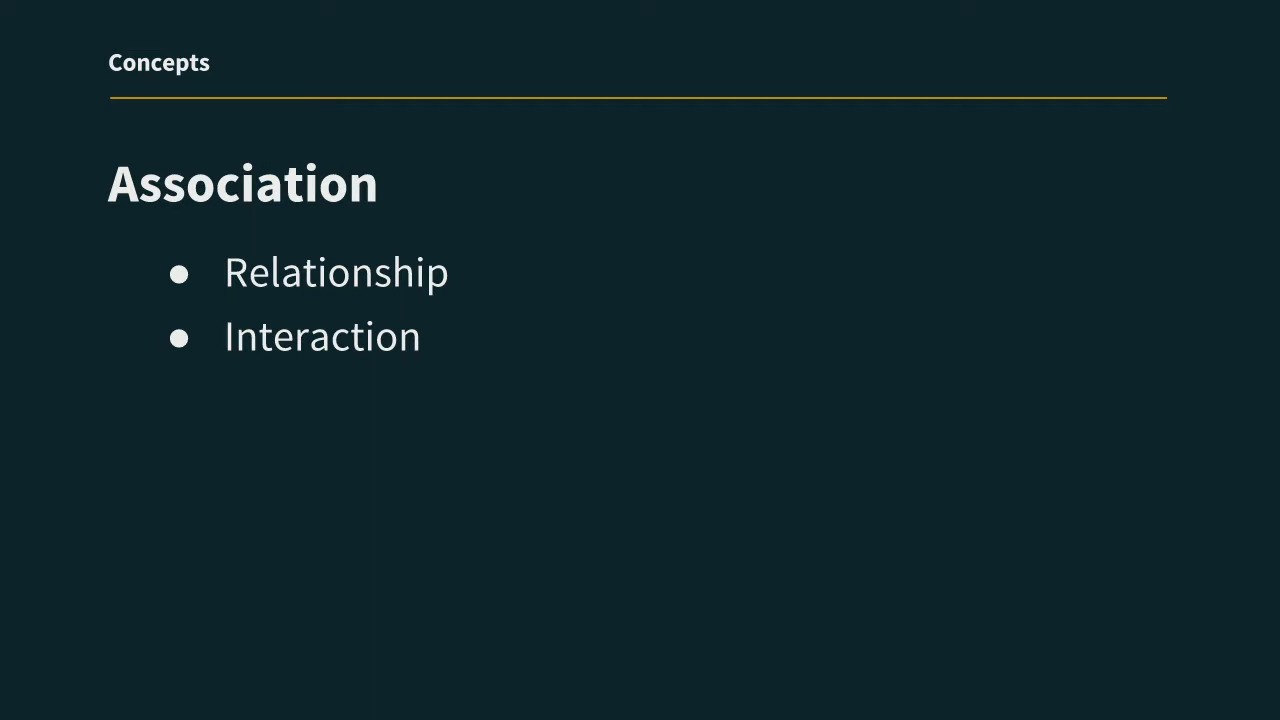 Concepts
Association
● Relationship
● Interaction